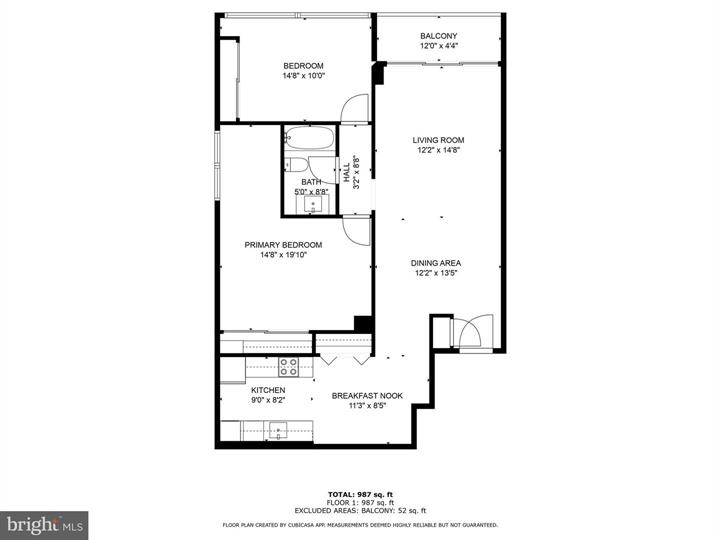 BALCONY
12'0" x 4'4"
BEDROOM
14'8" x 10'0"
LIVING ROOM
12'2" x 14'8"
HALL
3'2" x 8'8"
BATH
5'0" x 8'8"
PRIMARY BEDROOM
14'8" x 19'10"
DINING AREA
12'2" x 13'5"
KITCHEN
9'0" x 8'2"
BREAKFAST NOOK
11'3" x 8'5"
TOTAL: 987 sq. ft
FLOOR 1: 987 sq. ft
EXCLUDED AREAS: BALCONY: 52 sq. ft
FLOOR PLAN CREATED BY CUBICASA APP. MEASUREMENTS DEEMED HIGHLY RELIABLE BUT NOT GUARANTEED.
bright MLS